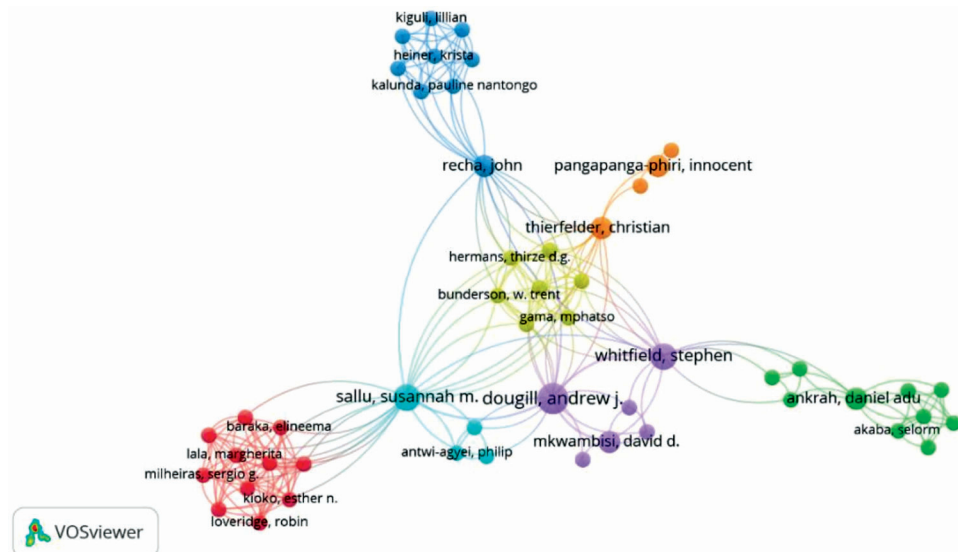 kiguli, lillian
heiner, krista
kalunda, pauline nantongo
recha, john
pangapanga-phiri, innocent
thierfelder, christian
hermans, thirze d.g.
bunderson, w. trent
gama, mphatso
whitfield, stephen
sallu, susannah m.
dougill, andrew j.
ankrah, daniel adu
akaba, selorm
mkwambisi, david d.
antwi-agyei, philip
baraka, elineema
lala, margherita
milheiras, sergio g.
kioko, esther n.
loveridge, robin
VOSviewer